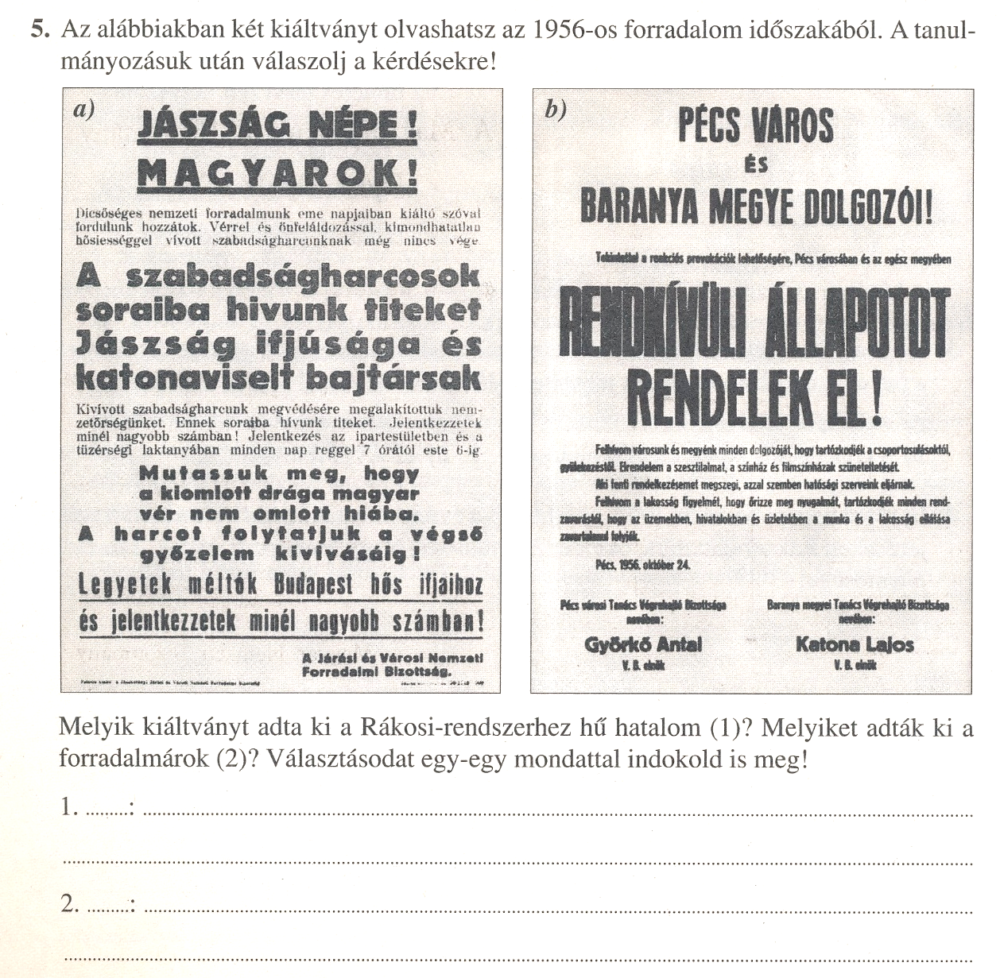 5. Az alábbiakban két kiáltványt olvashatsz az 1956-os forradalom időszakából. A tanul-
mányozásuk után válaszolj a kérdésekre!
a)
JÁSZSÁG NÉPE!
MAGYAROK!
Dicsőséges nemzeti forradalmunk eme napjaiban kiáltó szóval
fordulunk hozzátok. Vérrel és önfeláldozással, kimondhatatlan
hősiességgel vívott szabadságharcunknak még nincs vége
A szabadságharcosok
soraiba hivunk titeket
Jászság ifjúsága és
katonaviselt bajtársak
Kivívott szabadságharcunk megvédésére megalakítottuk nem-
zetőrségünket. Ennek soraiba hívunk titeket. Jelentkezzetek
minél nagyobb számban! Jelentkezés az ipartestületben és a
tüzérségi laktanyában minden nap reggel 7 órától este 6-ig
Mutassuk meg, hogy
a kiomlott drága magyar
vér nem omlott hiába.
A harcot folytatjuk a végső
győzelem kivivásáig!
Legyetek méltók Budapest hős ifjaihoz
és jelentkezzetek minél nagyobb számban!
A Járási és Városi Nemzeti
Forradalmi Bizottság.
b)
PÉCS VÁROS
ÉS
BARANYA MEGYE DOLGOZÓI!
Tekintettel a reakciós provokációk lehetőségére, Pécs városában és az egész megyében
RENDKÍVÜLI ÁLLAPOTOT
RENDELEK EL!
Felhívom városunk és megyénk minden dolgozóját, hogy tartózkodjék a csoportosulásoktól,
gyülekezéstől. Elrendelem a szesztilalmat, a színház és filmszínházak szüneteltetését.
Aki fenti rendelkezésemet megszegi, azzal szemben hatósági szerveink eljárnak.
Felhívom a lakosság figyelmét, hogy őrizze meg nyugalmát, tartózkodjék minden rend-
zavarástól, hogy az üzemekben, hivatalokban és üzletekben a munka és a lakosság ellátása
zavartalanul folyjék.
Pécs, 1956. október 24.
Pécs városi Tanács Végrehajtó Bizottsága
nevében:
Győrkő Antal
V. B. elnök
Baranya megyei Tanács Végrehajtó Bizottsága
nevében:
Katona Lajos
V. B. elnök
Melyik kiáltványt adta ki a Rákosi-rendszerhez hű hatalom (1)? Melyiket adták ki a
forradalmárok (2)? Választásodat egy-egy mondattal indokold is meg!
1. ........:
2. ........: